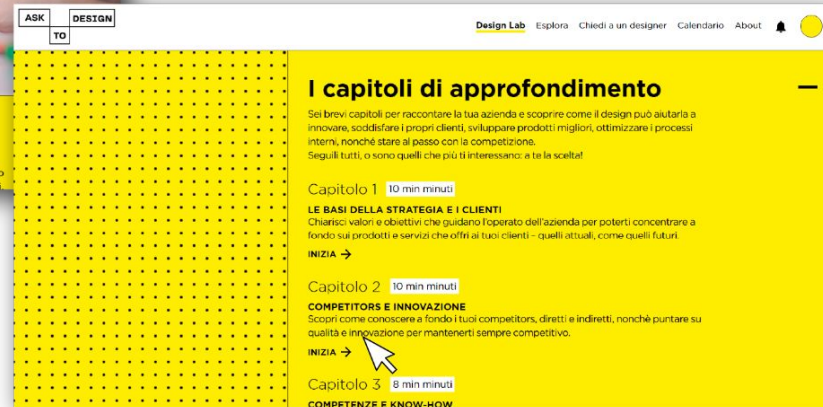 ASK
DESIGN
TO
Design Lab Esplora Chiedi a un designer Calendario About
I capitoli di approfondimento
Sei brevi capitoli per raccontare la tua azienda e scoprire come il design può aiutarla a
innovare, soddisfare i propri clienti, sviluppare prodotti migliori, ottimizzare i processi
interni, nonché stare al passo con la competizione.
Seguili tutti, o sono quelli che più ti interessano: a te la scelta!
Capitolo 1 10 min minuti
LE BASI DELLA STRATEGIA E I CLIENTI
Chiarisci valori e obiettivi che guidano l'operato dell'azienda per poterti concentrare a
fondo sui prodotti e servizi che offri ai tuoi clienti – quelli attuali, come quelli futuri.
INIZIA →
Capitolo 2 10 min minuti
COMPETITORS E INNOVAZIONE
Scopri come conoscere a fondo i tuoi competitors, diretti e indiretti, nonchè puntare su
qualità e innovazione per mantenerti sempre competitivo.
INIZIA →
Capitolo 3 8 min minuti
COMPETENZE E KNOW-HOW